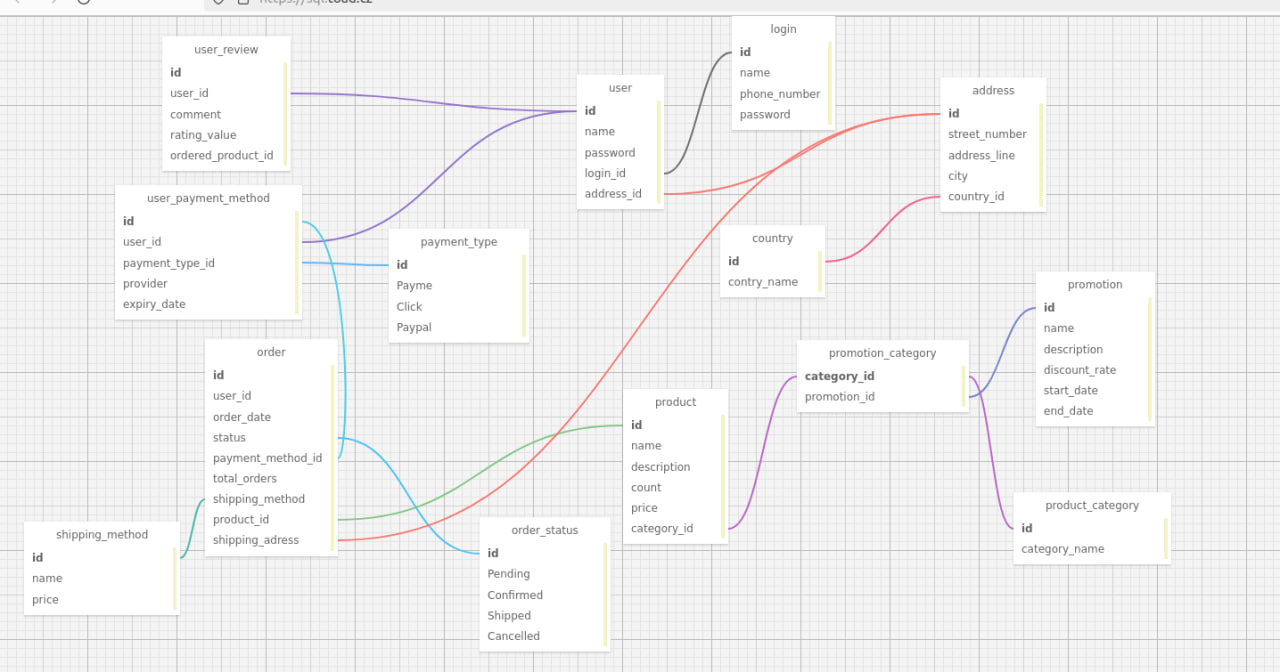 https://sql.toad.cz
login
id
name
phone_number
password
user_review
id
user_id
comment
rating_value
ordered_product_id
user
id
name
password
login_id
address_id
address
id
street_number
address_line
city
country_id
user_payment_method
id
user_id
payment_type_id
provider
expiry_date
payment_type
id
Payme
Click
Paypal
country
id
contry_name
promotion
id
name
description
discount_rate
start_date
end_date
order
id
user_id
order_date
status
payment_method_id
total_orders
shipping_method
product_id
shipping_adress
promotion_category
category_id
promotion_id
product
id
name
description
count
price
category_id
product_category
id
category_name
shipping_method
id
name
price
order_status
id
Pending
Confirmed
Shipped
Cancelled